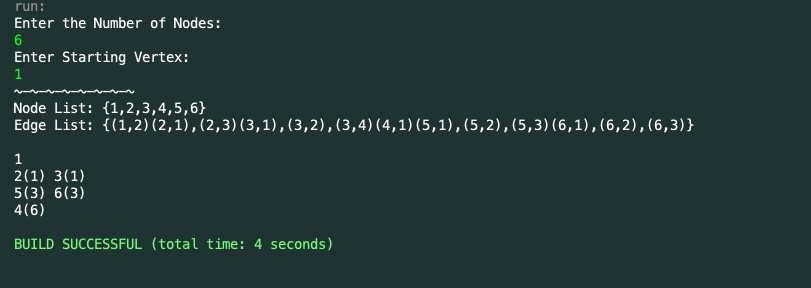 run:
Enter the Number of Nodes:
6
Enter Starting Vertex:
1
~~~~~~~~~~~~~~~
Node List: {1,2,3,4,5,6}
Edge List: {(1,2)(2,1),(2,3)(3,1),(3,2),(3,4)(4,1)(5,1),(5,2),(5,3)(6,1),(6,2),(6,3)}
1
2(1) 3(1)
5(3) 6(3)
4(6)
BUILD SUCCESSFUL (total time: 4 seconds)